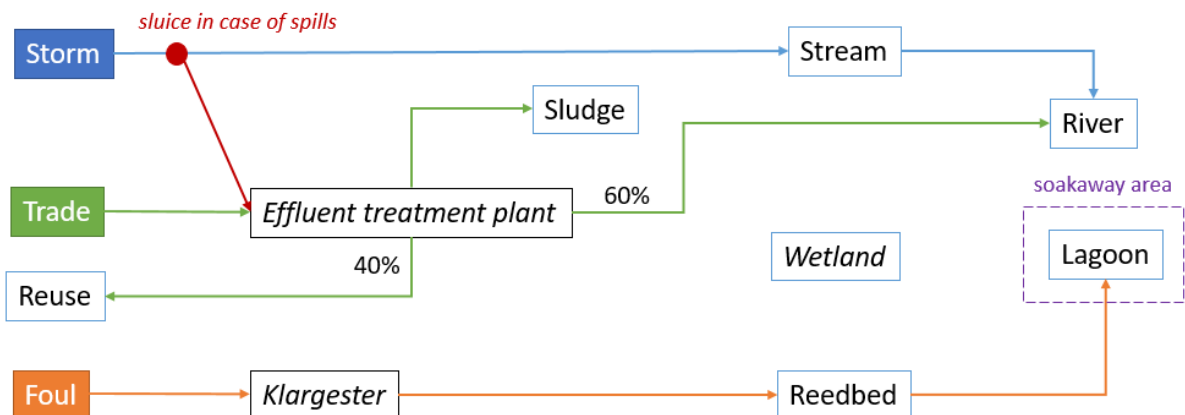 sluice in case of spills
Storm
Stream
Sludge
River
soakaway area
Trade
Effluent treatment plant
60%
Wetland
Lagoon
40%
Reuse
Foul
Klargester
Reedbed